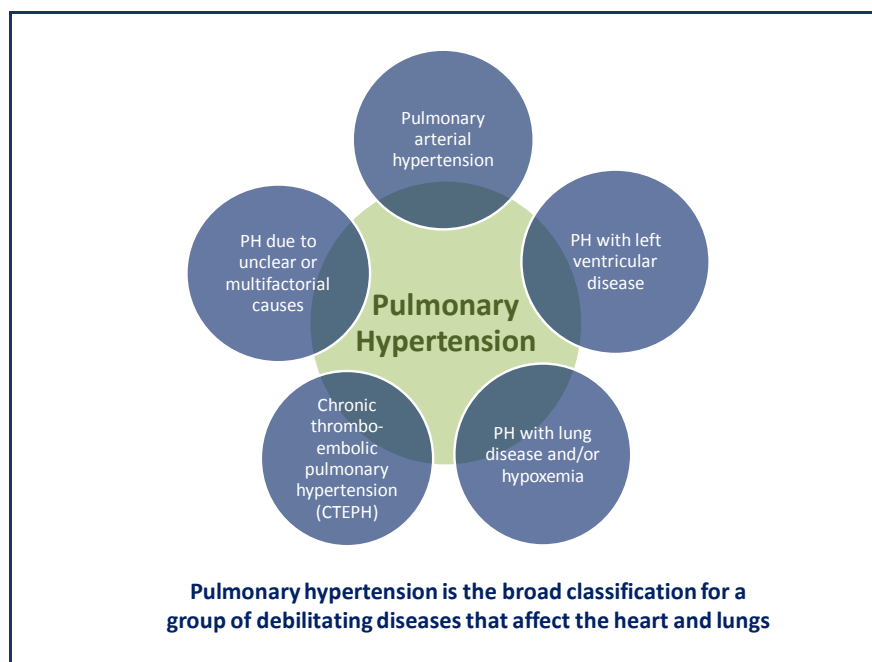 Pulmonary
arterial
hypertension
PH with left
ventricular
disease
PH with lung
disease and/or
hypoxemia
Chronic
thrombo-
embolic
pulmonary
hypertension
(CTEPH)
PH due to
unclear or
multifactorial
causes
Pulmonary
Hypertension
Pulmonary hypertension is the broad classification for a
group of debilitating diseases that affect the heart and lungs